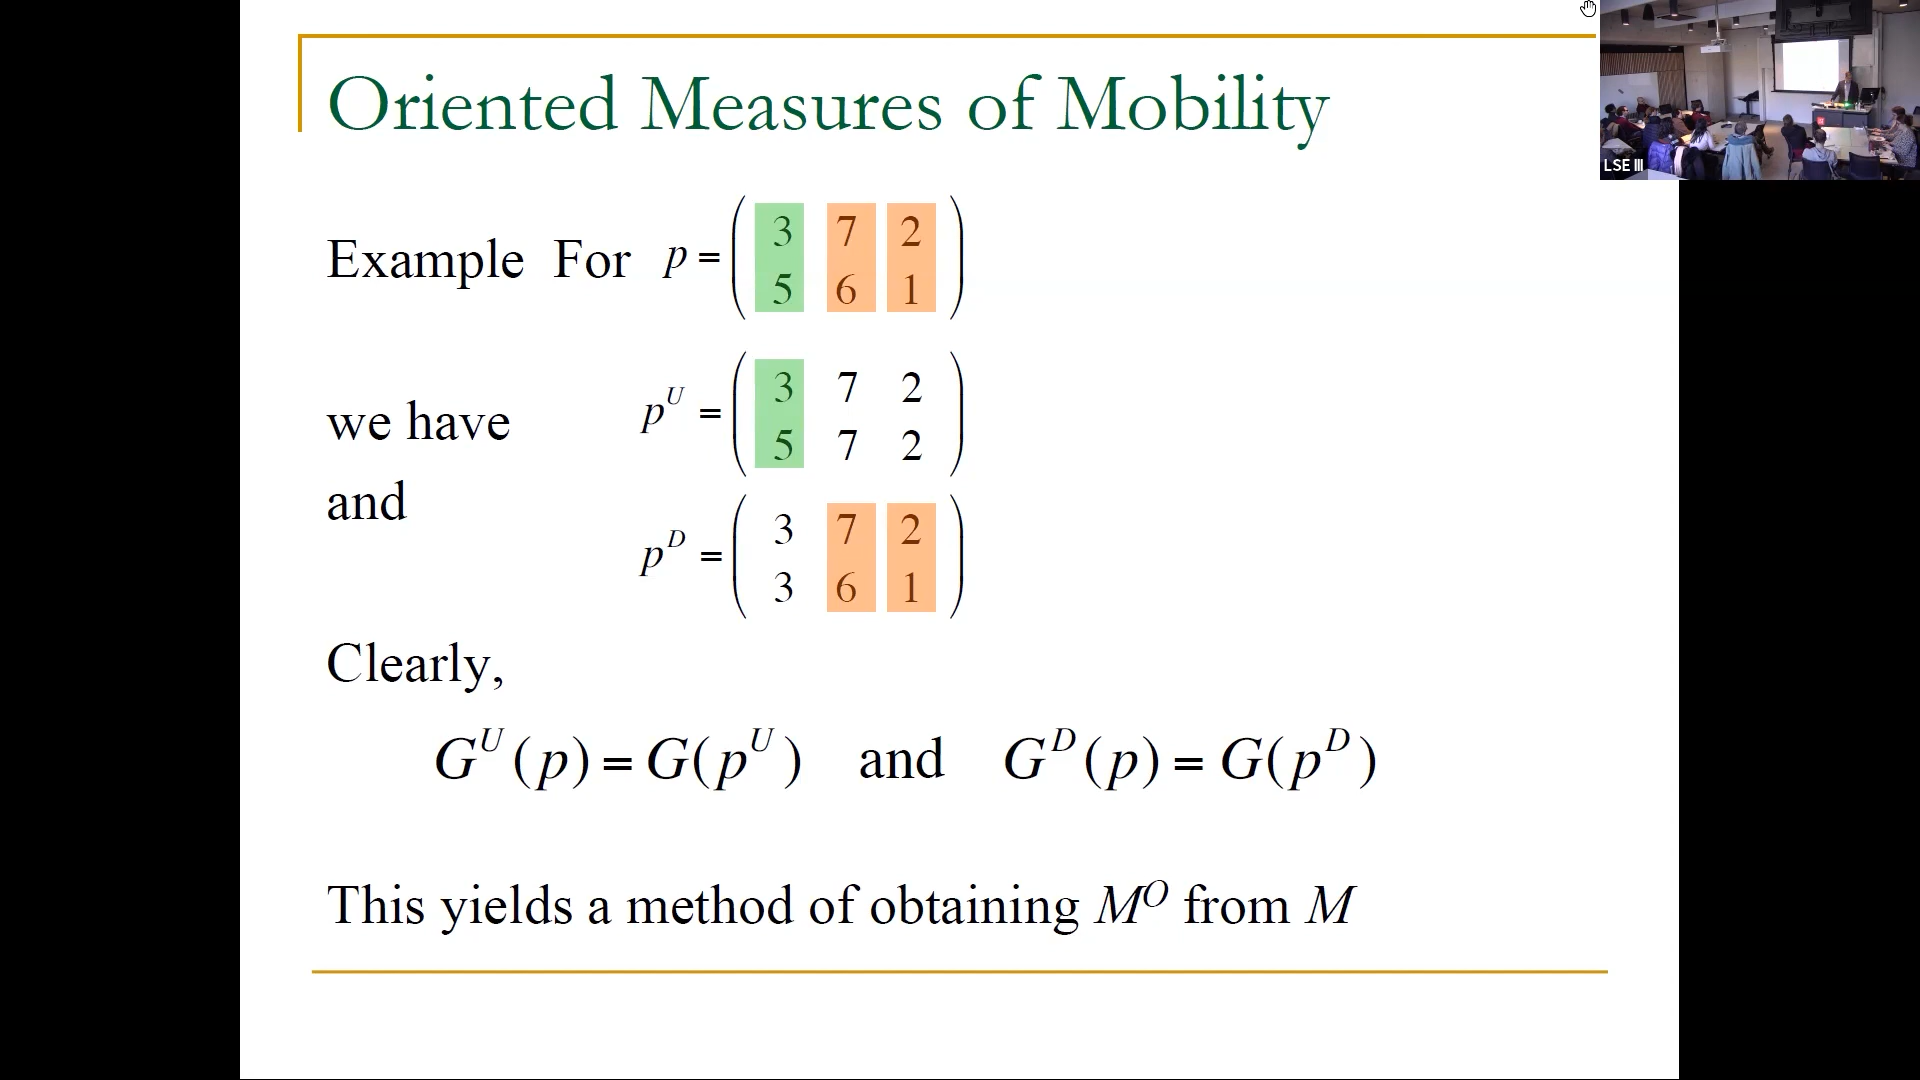 Oriented Measures of Mobility
LSE III
Example For p = ( 3 7 2
5 6 1 )
we have p^U = ( 3 7 2
5 7 2 )
and
p^D = ( 3 7 2
3 6 1 )
Clearly,
G^U(p) = G(p^U) and G^D(p) = G(p^D)
This yields a method of obtaining M^O from M